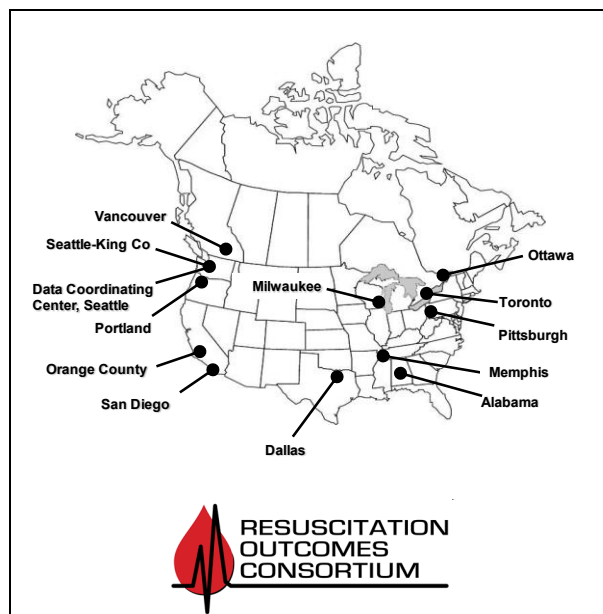 Vancouver
Seattle-King Co
Data Coordinating
Center, Seattle
Portland
Orange County
San Diego
Dallas
Milwaukee
Ottawa
Toronto
Pittsburgh
Memphis
Alabama
RESUSCITATION
OUTCOMES
CONSORTIUM